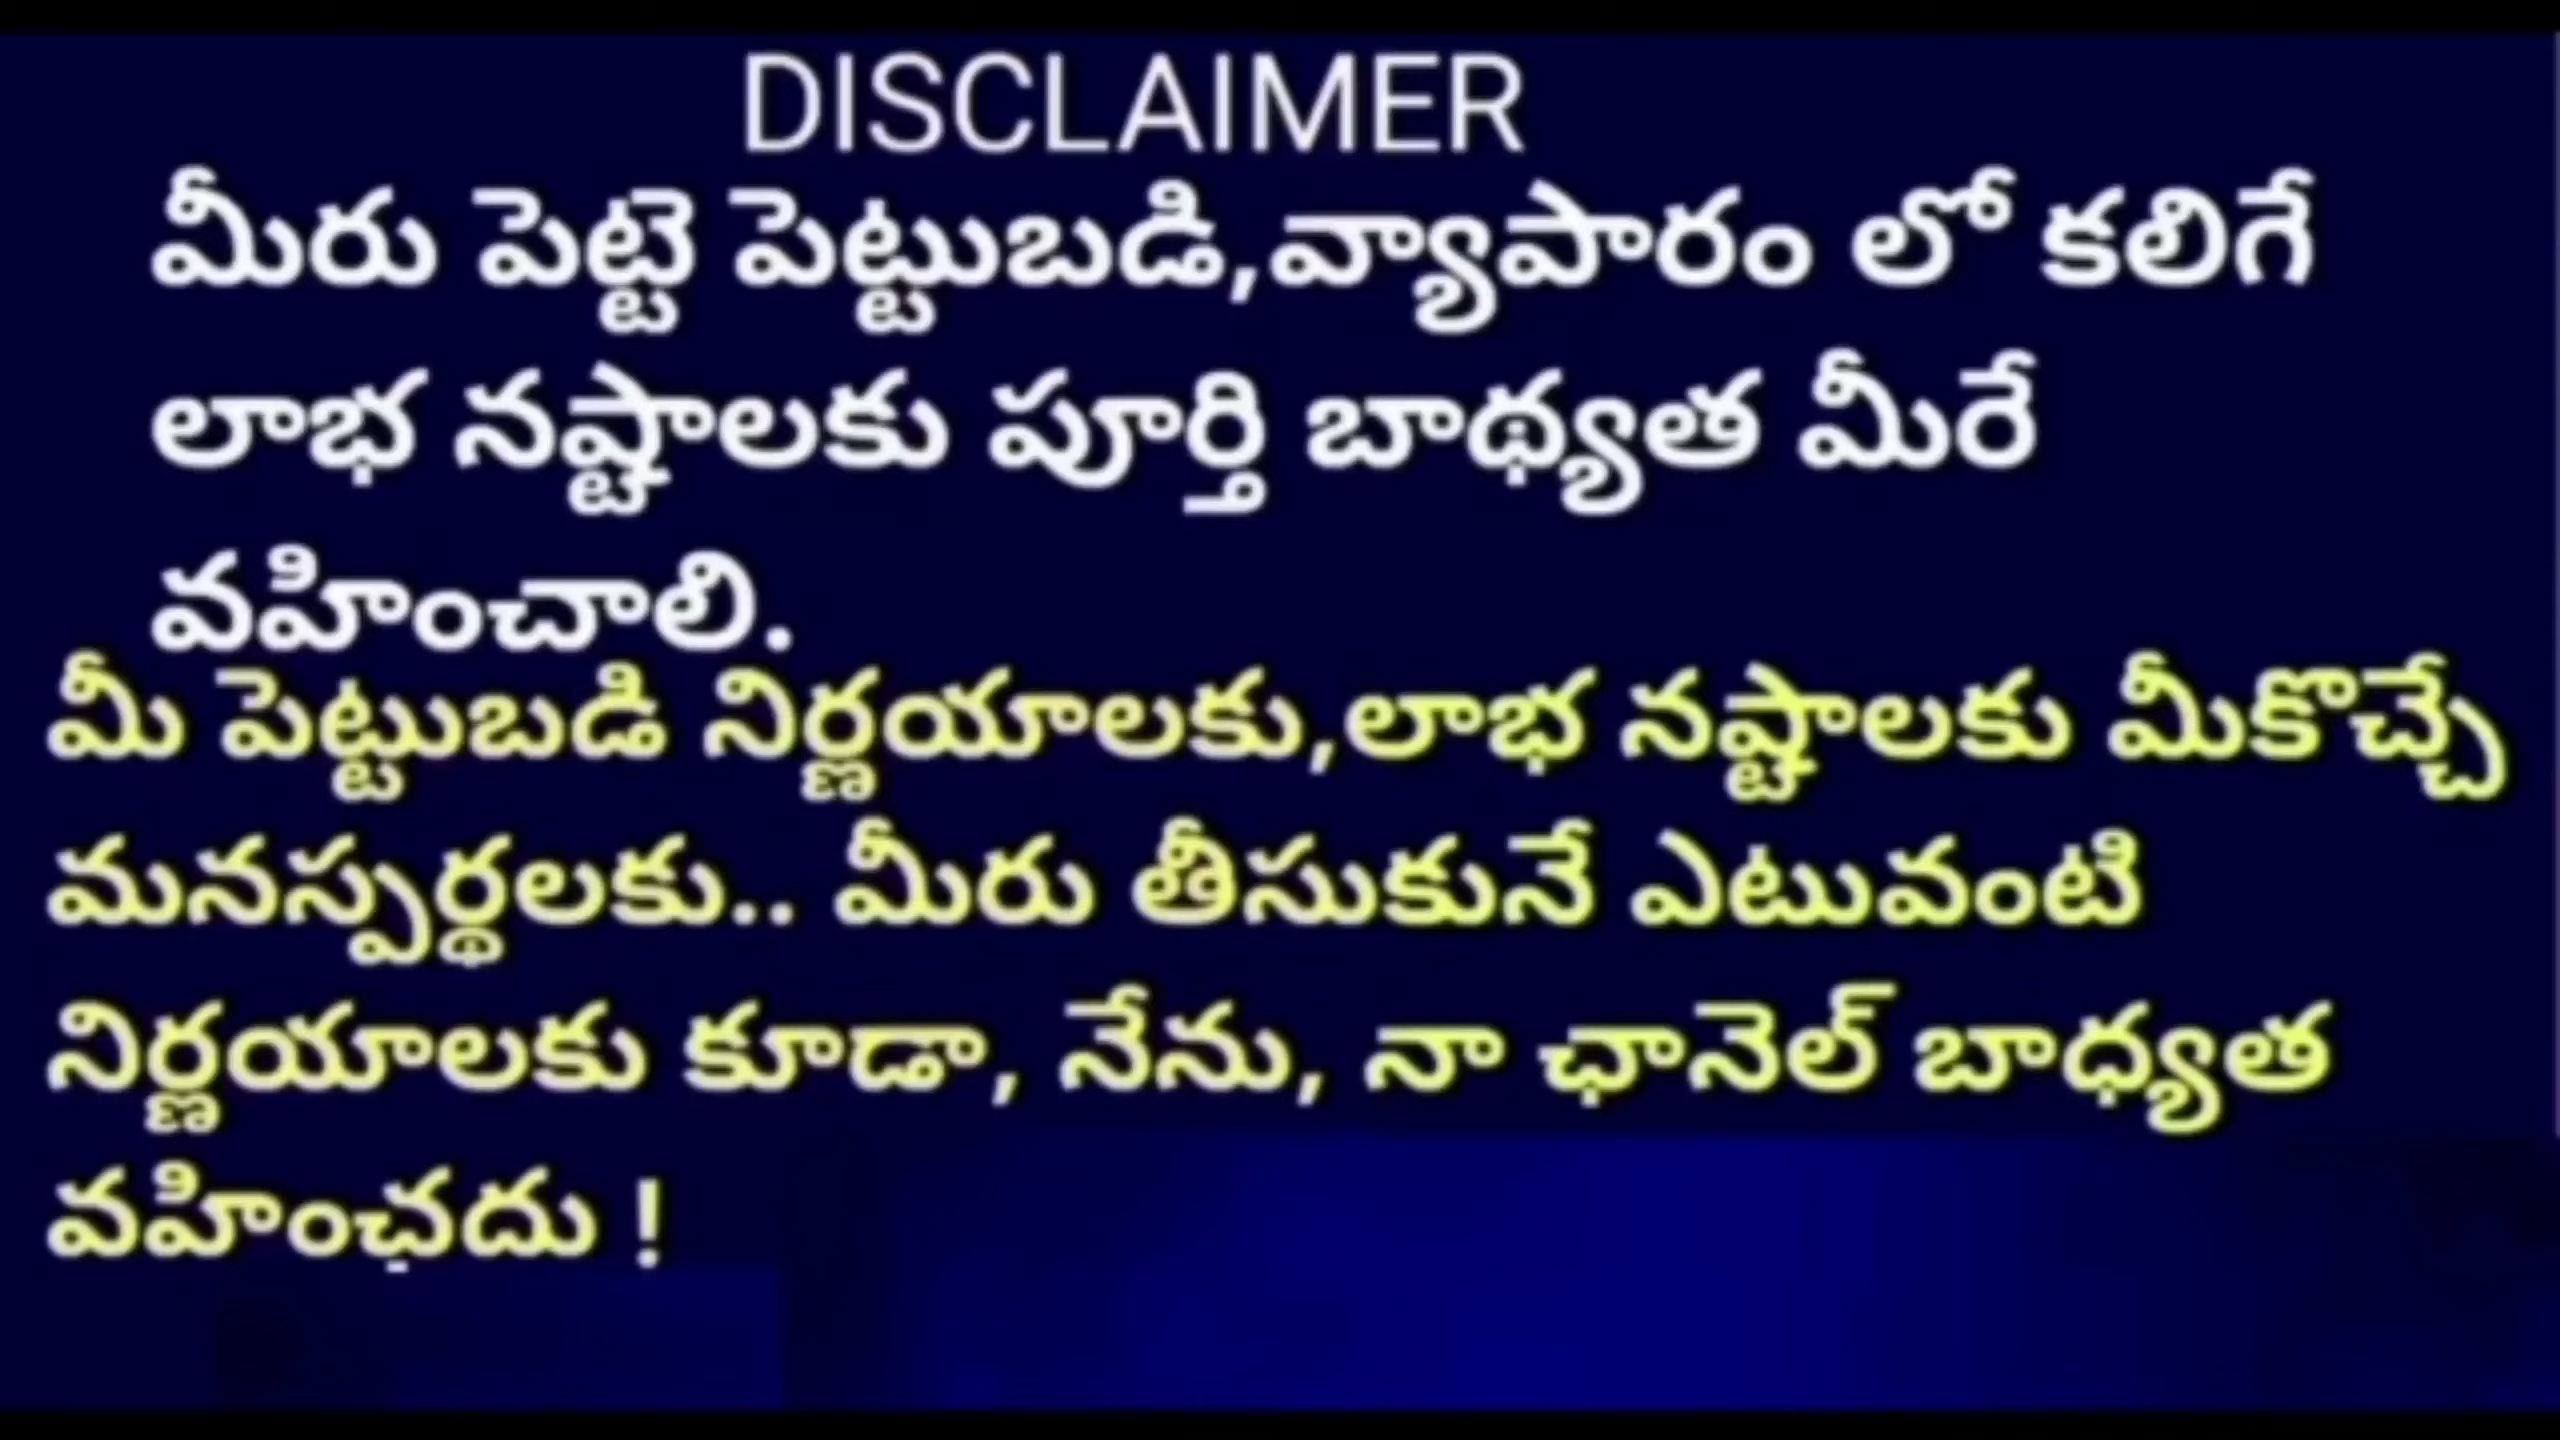 DISCLAIMER
మీరు పెట్టె పెట్టుబడి,వ్యాపారం లో కలిగే
లాభ నష్టాలకు పూర్తి బాథ్యత మీరే
వహించాలి.
మీ పెట్టుబడి నిర్ణయాలకు,లాభ నష్టాలకు మీకొచ్చే
మనస్పర్థలకు.. మీరు తీసుకునే ఎటువంటి
నిర్ణయాలకు కూడా, నేను, నా ఛానెల్ బాధ్యత
వహించదు !